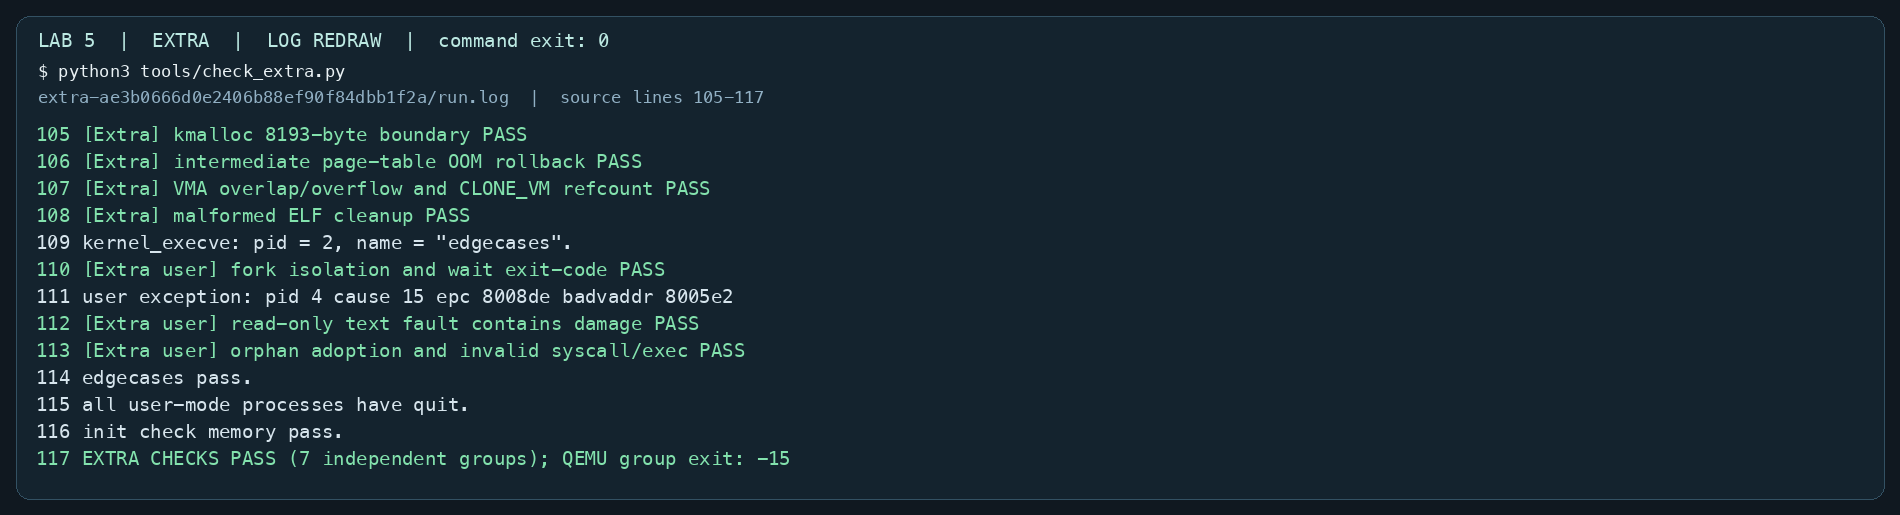 LAB 5 | EXTRA | LOG REDRAW | command exit: 0
$ python3 tools/check_extra.py
extra-ae3b0666d0e2406b88ef90f84dbb1f2a/run.log | source lines 105-117
105 [Extra] kmalloc 8193-byte boundary PASS
106 [Extra] intermediate page-table OOM rollback PASS
107 [Extra] VMA overlap/overflow and CLONE_VM refcount PASS
108 [Extra] malformed ELF cleanup PASS
109 kernel_execve: pid = 2, name = "edgecases".
110 [Extra user] fork isolation and wait exit-code PASS
111 user exception: pid 4 cause 15 epc 8008de badvaddr 8005e2
112 [Extra user] read-only text fault contains damage PASS
113 [Extra user] orphan adoption and invalid syscall/exec PASS
114 edgecases pass.
115 all user-mode processes have quit.
116 init check memory pass.
117 EXTRA CHECKS PASS (7 independent groups); QEMU group exit: -15